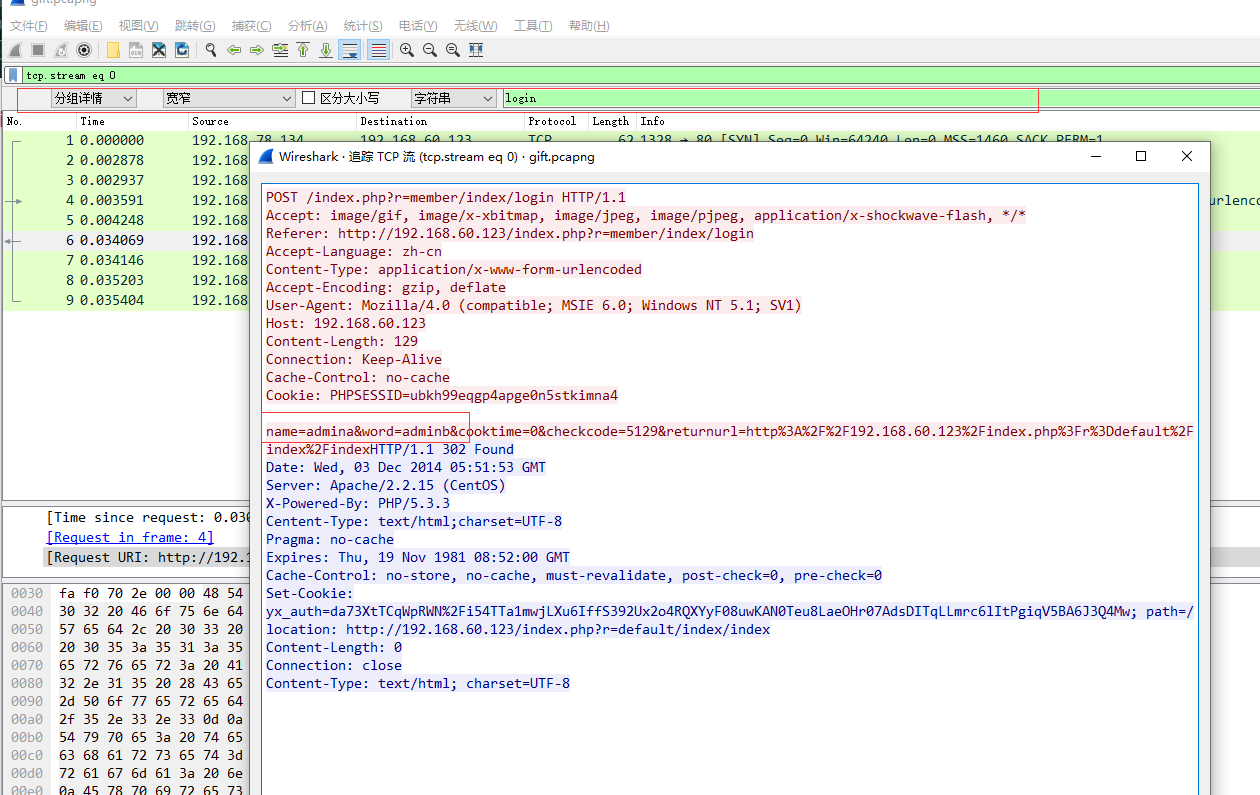 gift.pcapng
文件(F) 编辑(E) 视图(V) 跳转(G) 捕获(C) 分析(A) 统计(S) 电话(Y) 无线(W) 工具(T) 帮助(H)
tcp.stream eq 0
分组详情 宽窄 区分大小写 字符串 login
No. Time Source Destination Protocol Length Info
1 0.000000 192.168.78.134 192.168.60.123 TCP 62 1328 → 80 [SYN] Seq=0 Win=64240 Len=0 MSS=1460 SACK_PERM=1
2 0.002878 192.168
3 0.002937 192.168
4 0.003591 192.168
5 0.004248 192.168
6 0.034069 192.168
7 0.034146 192.168
8 0.035203 192.168
9 0.035404 192.168
urlenco
Wireshark · 追踪 TCP 流 (tcp.stream eq 0) · gift.pcapng
POST /index.php?r=member/index/login HTTP/1.1
Accept: image/gif, image/x-xbitmap, image/jpeg, image/pjpeg, application/x-shockwave-flash, */*
Referer: http://192.168.60.123/index.php?r=member/index/login
Accept-Language: zh-cn
Content-Type: application/x-www-form-urlencoded
Accept-Encoding: gzip, deflate
User-Agent: Mozilla/4.0 (compatible; MSIE 6.0; Windows NT 5.1; SV1)
Host: 192.168.60.123
Content-Length: 129
Connection: Keep-Alive
Cache-Control: no-cache
Cookie: PHPSESSID=ubkh99eqgp4apge0n5stkimna4
name=admina&word=adminb&cooktime=0&checkcode=5129&returnurl=http%3A%2F%2F192.168.60.123%2Findex.php%3Fr%3Ddefault%2F
index%2FindexHTTP/1.1 302 Found
Date: Wed, 03 Dec 2014 05:51:53 GMT
Server: Apache/2.2.15 (CentOS)
X-Powered-By: PHP/5.3.3
Centent-Type: text/html;charset=UTF-8
Pragma: no-cache
Expires: Thu, 19 Nov 1981 08:52:00 GMT
Cache-Control: no-store, no-cache, must-revalidate, post-check=0, pre-check=0
Set-Cookie:
yx_auth=da73XtTCqWpRWN%2Fi54TTa1mwjLXu6IffS392Ux2o4RQXYyF08uwKAN0Teu8LaeOHr07AdsDITqLLmrc6lItPgiqV5BA6J3Q4Mw; path=/
location: http://192.168.60.123/index.php?r=default/index/index
Content-Length: 0
Connection: close
Content-Type: text/html; charset=UTF-8
[Time since request: 0.030
[Request in frame: 4]
[Request URI: http://192.1
0030 fa f0 70 2e 00 00 48 54
0040 30 32 20 46 6f 75 6e 64
0050 57 65 64 2c 20 30 33 20
0060 20 30 35 3a 35 31 3a 35
0070 65 72 76 65 72 3a 20 41
0080 32 2e 31 35 20 28 43 65
0090 2d 50 6f 77 65 72 65 64
00a0 2f 35 2e 33 2e 33 0d 0a
00b0 54 79 70 65 3a 20 74 65
00c0 63 68 61 72 73 65 74 3d
00d0 72 61 67 6d 61 3a 20 6e
00e0 0a 45 78 70 69 72 65 73